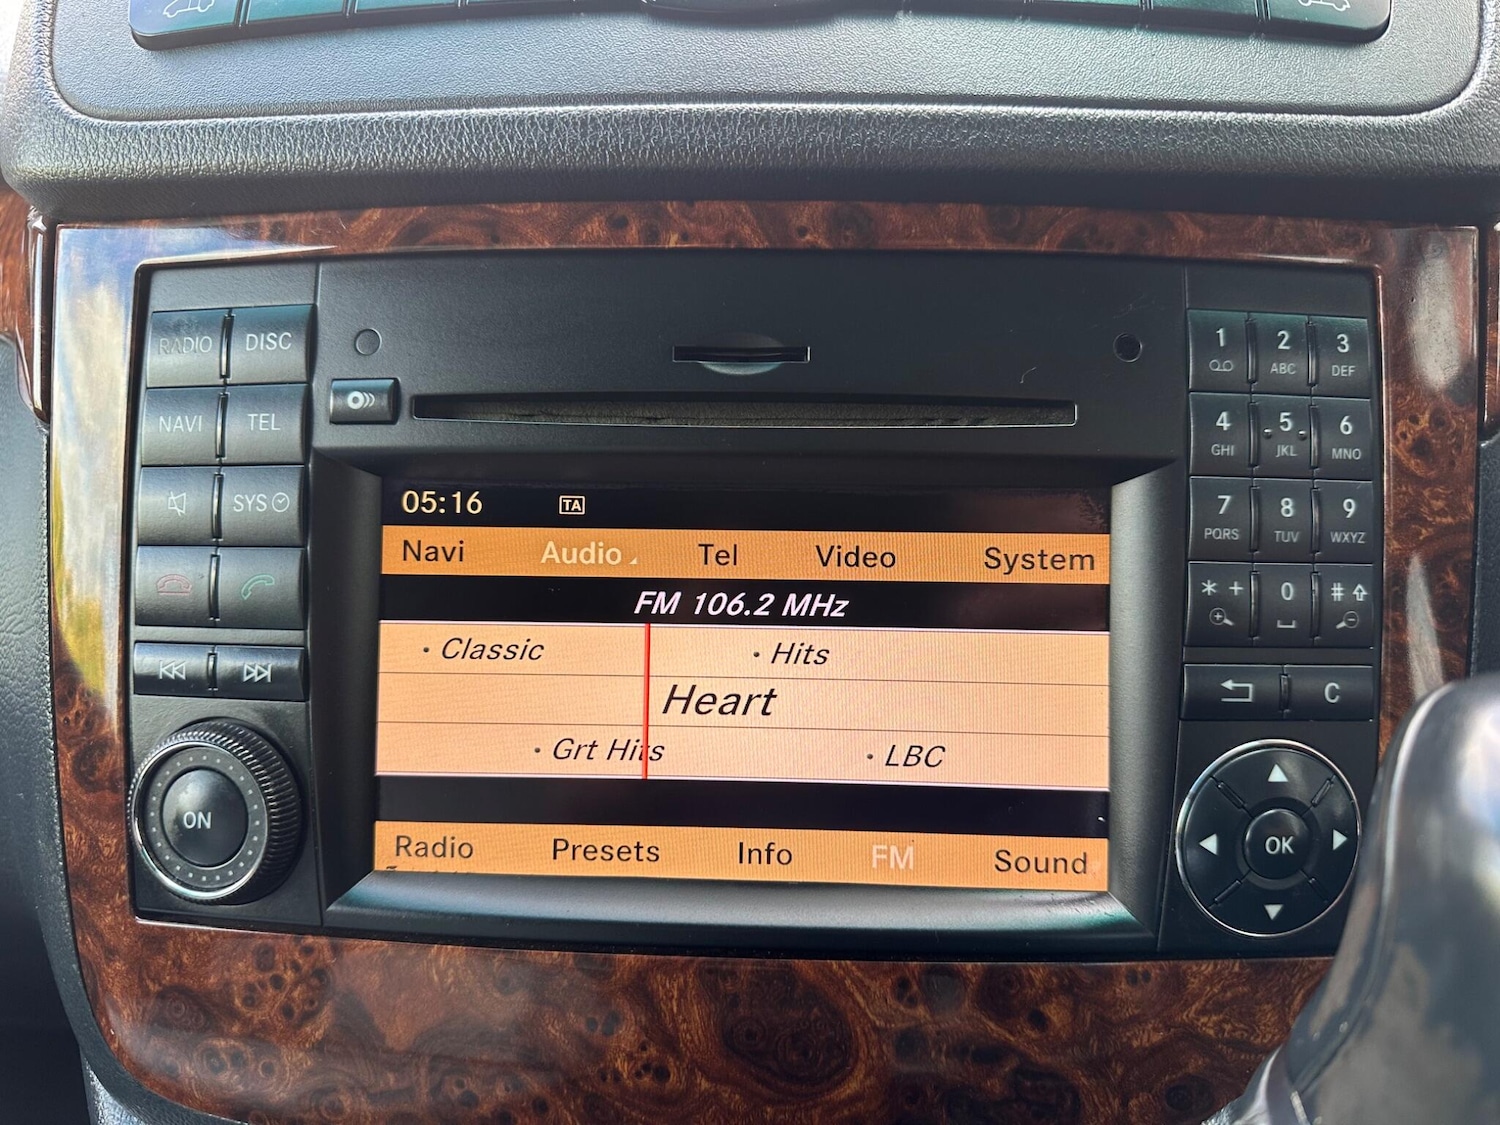 RADIO DISC
NAVI TEL
SYS
ON
05:16 TA
Navi Audio Tel Video System
FM 106.2 MHz
• Classic • Hits
Heart
• Grt Hits • LBC
Radio Presets Info FM Sound
1 2 3
ABC DEF
4 5 6
GHI JKL MNO
7 8 9
PQRS TUV WXYZ
* + 0 #
C
OK